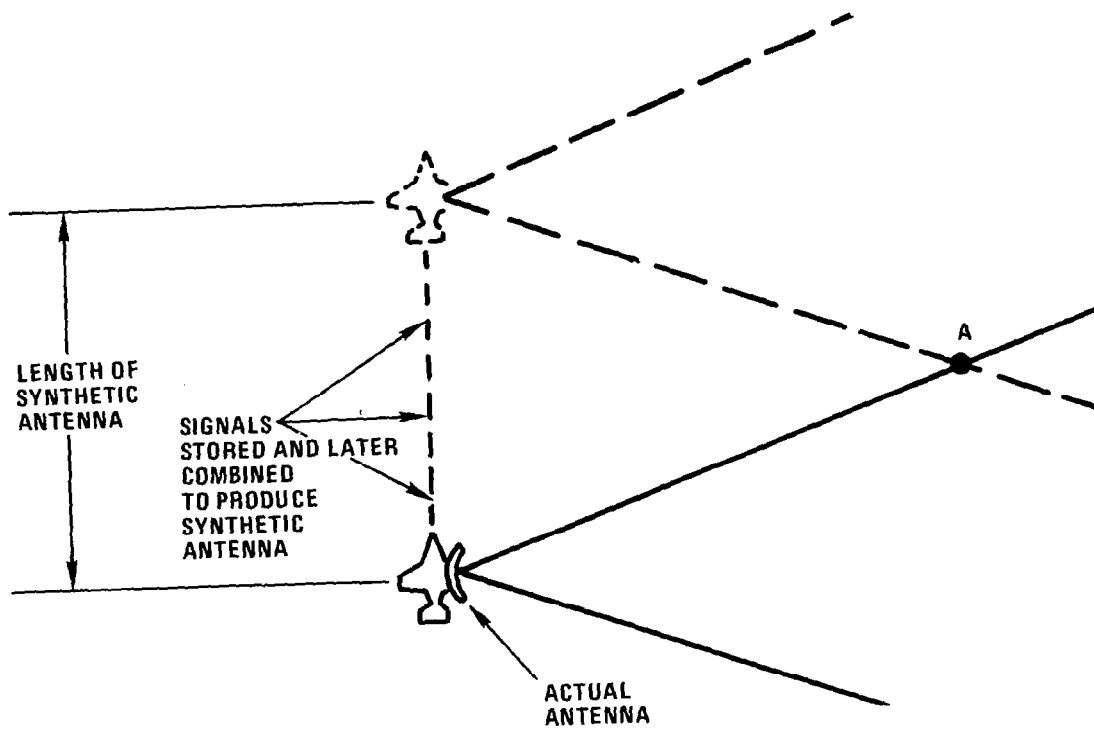 A
LENGTH OF
SYNTHETIC
ANTENNA
SIGNALS
STORED AND LATER
COMBINED
TO PRODUCE
SYNTHETIC
ANTENNA
ACTUAL
ANTENNA